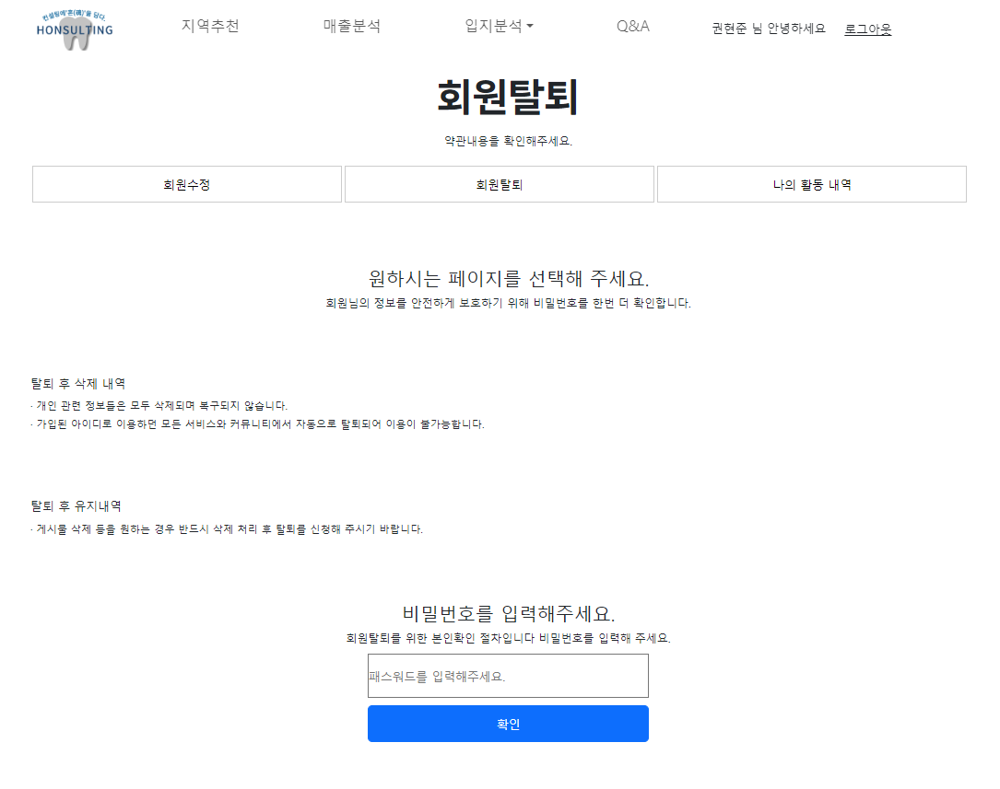 컨설팅에"혼(魂)"을 담다.
HONSULTING
지역추천
매출분석
입지분석
Q&A
권현준 님 안녕하세요
로그아웃
회원탈퇴
약관내용을 확인해주세요.
회원수정
회원탈퇴
나의 활동 내역
원하시는 페이지를 선택해 주세요.
회원님의 정보를 안전하게 보호하기 위해 비밀번호를 한번 더 확인합니다.
탈퇴 후 삭제 내역
· 개인 관련 정보들은 모두 삭제되며 복구되지 않습니다.
· 가입된 아이디로 이용하던 모든 서비스와 커뮤니티에서 자동으로 탈퇴되어 이용이 불가능합니다.
탈퇴 후 유지내역
· 게시물 삭제 등을 원하는 경우 반드시 삭제 처리 후 탈퇴를 신청해 주시기 바랍니다.
비밀번호를 입력해주세요.
회원탈퇴를 위한 본인확인 절차입니다 비밀번호를 입력해 주세요.
패스워드를 입력해주세요.
확인